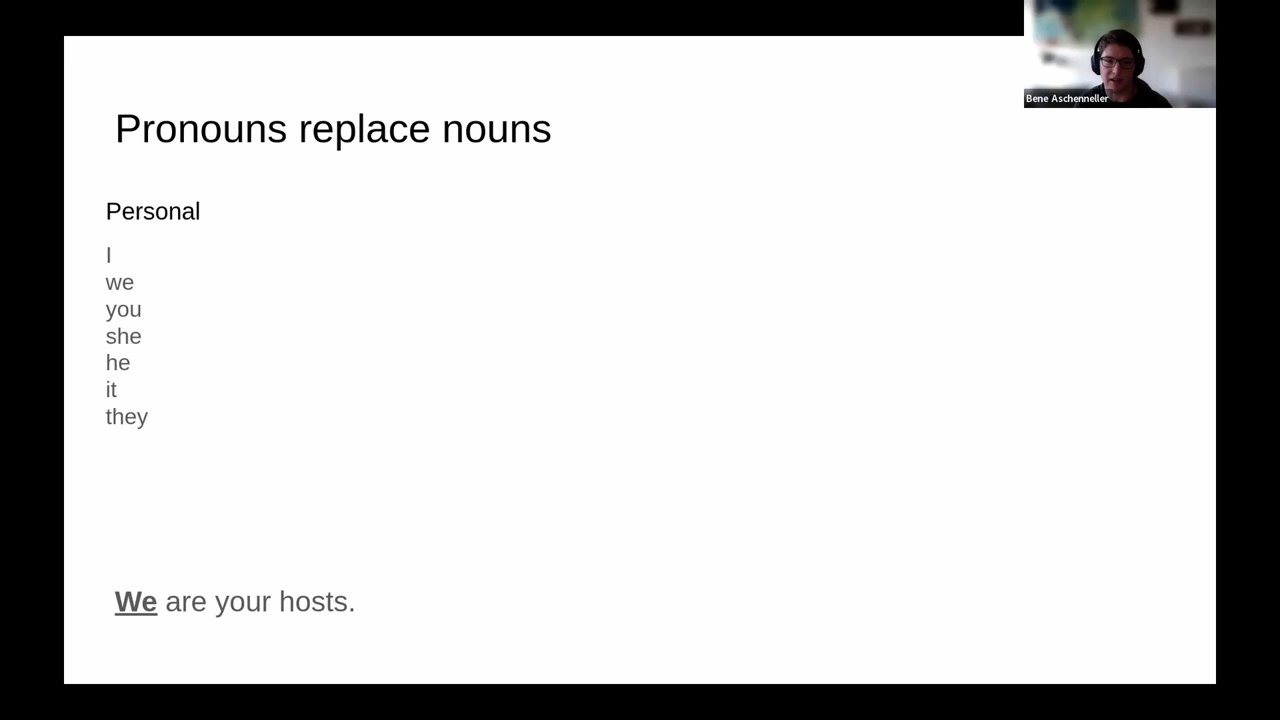 Bene Aschenneller
Pronouns replace nouns
Personal
I
we
you
she
he
it
they
We are your hosts.